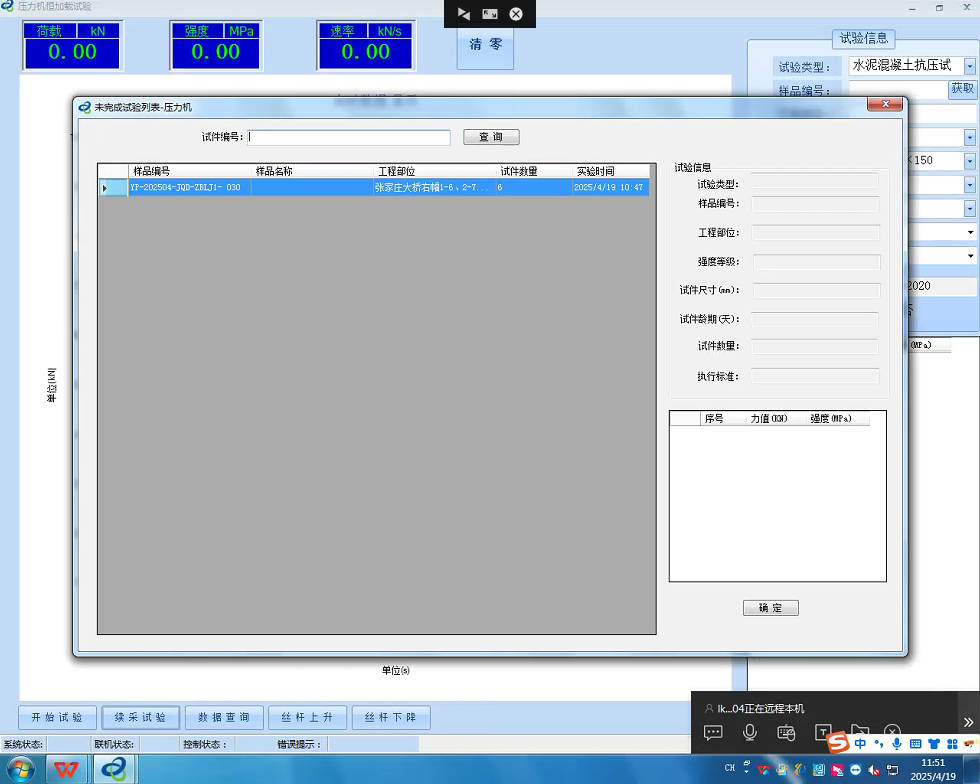 压力机恒加载试验
荷载 kN
0.00
强度 MPa
0.00
速率 kN/s
0.00
清 零
试验信息
试验类型：
水泥混凝土抗压试
样品编号：
获取
×150
2020
(MPa)
未完成试验列表-压力机
试件编号：
查 询
样品编号 样品名称 工程部位 试件数量 实验时间
YP-202504-JQD-ZBLJ1- 030 张家庄大桥右幅1-6、2-7... 6 2025/4/19 10:47
试验信息
试验类型：
样品编号：
工程部位：
强度等级：
试件尺寸(mm)：
试件龄期(天)：
试件数量：
执行标准：
序号 力值(KN) 强度(MPa)
确 定
单位(kN)
单位(s)
开 始 试 验
续 采 试 验
数 据 查 询
丝 杆 上 升
丝 杆 下 降
lk...04正在远程本机
系统状态：
联机状态：
控制状态：
错误提示：
中
CH
11:51
2025/4/19